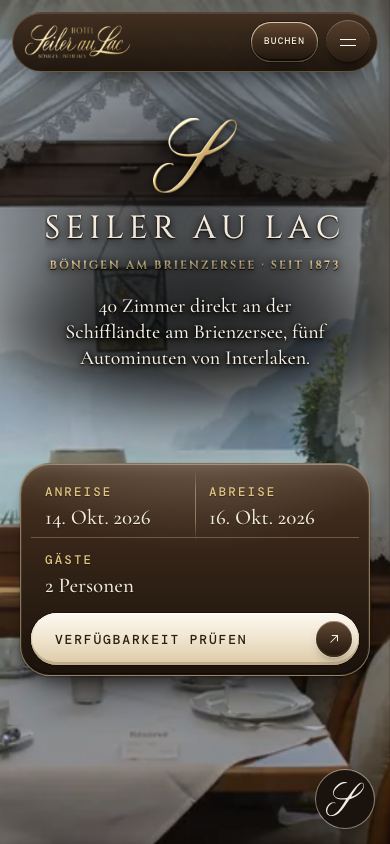 HOTEL
Seiler au Lac
BUCHEN
S
SEILER AU LAC
BÖNIGEN AM BRIENZERSEE · SEIT 1873
40 Zimmer direkt an der
Schiffländte am Brienzersee, fünf
Autominuten von Interlaken.
ANREISE
14. Okt. 2026
ABREISE
16. Okt. 2026
GÄSTE
2 Personen
VERFÜGBARKEIT PRÜFEN
Réservé
S